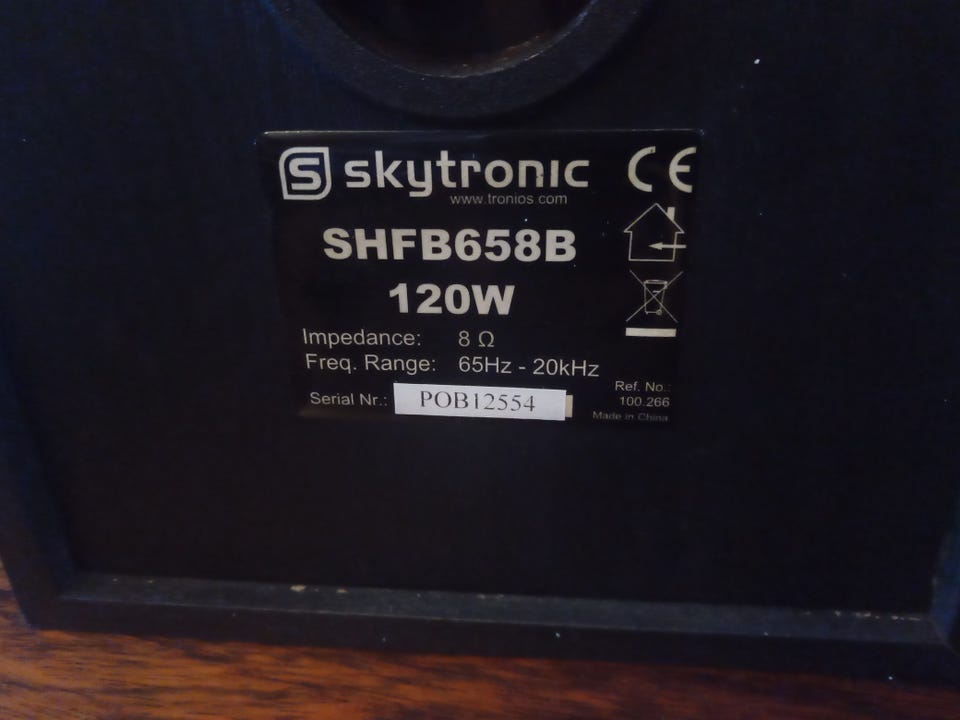 S skytronic CE
www.tronios.com
SHFB658B
120W
Impedance: 8 Ω
Freq. Range: 65Hz - 20kHz
Serial Nr.: POB12554
Ref. No.:
100.266
Made in China